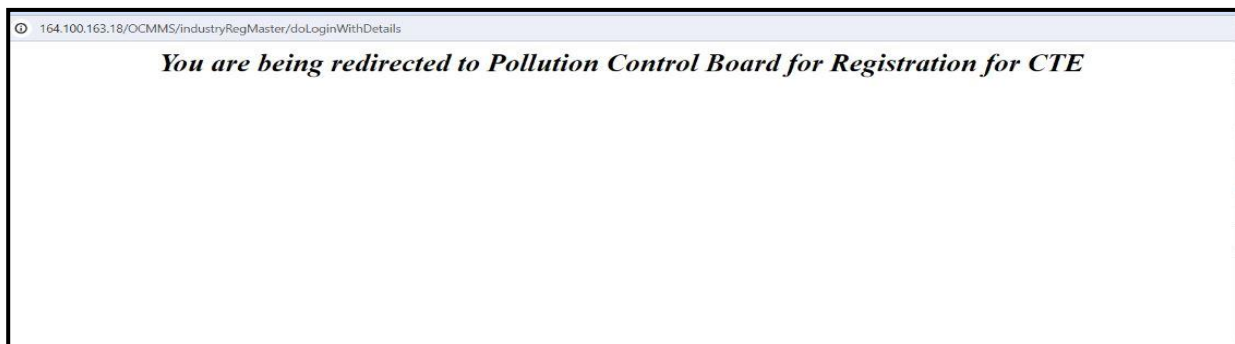 164.100.163.18/OCMMS/industryRegMaster/doLoginWithDetails
You are being redirected to Pollution Control Board for Registration for CTE